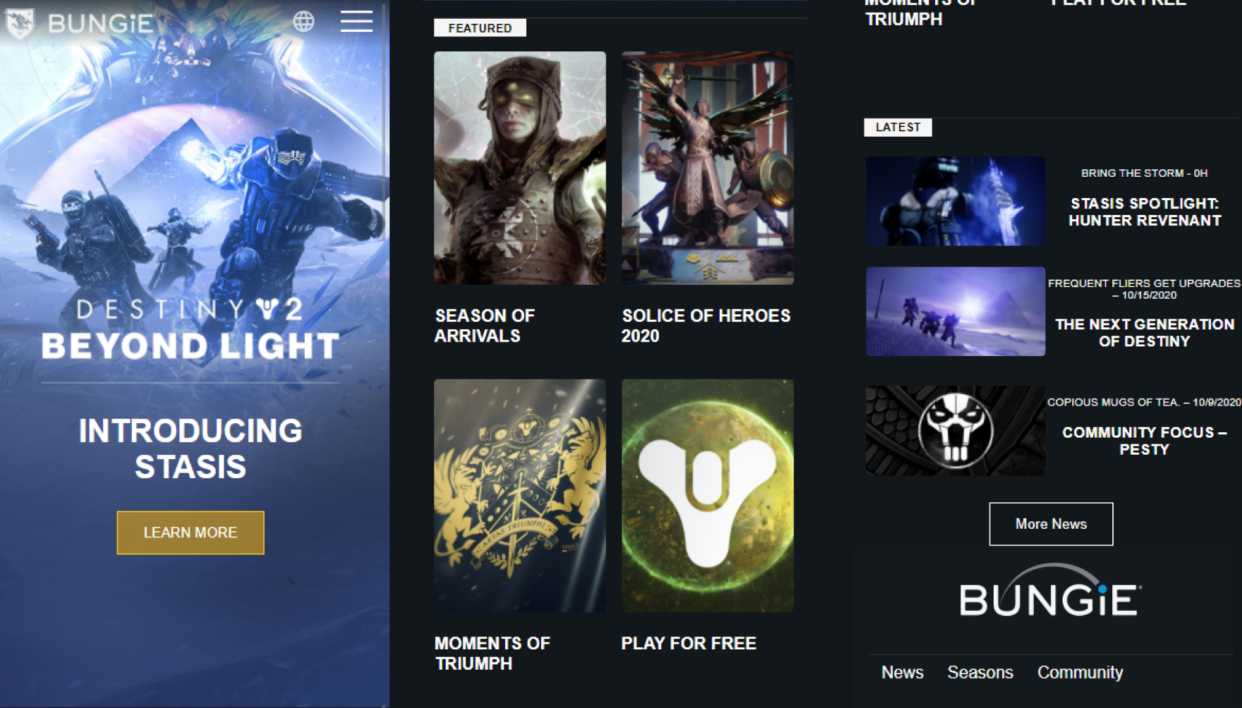 BUNGiE
DESTINY 2
BEYOND LIGHT
INTRODUCING
STASIS
LEARN MORE
FEATURED
SEASON OF
ARRIVALS
SOLICE OF HEROES
2020
MOMENTS OF
TRIUMPH
PLAY FOR FREE
MOMENTS OF
TRIUMPH
PLAY FOR FREE
LATEST
BRING THE STORM - 0H
STASIS SPOTLIGHT:
HUNTER REVENANT
FREQUENT FLIERS GET UPGRADES
– 10/15/2020
THE NEXT GENERATION
OF DESTINY
COPIOUS MUGS OF TEA. – 10/9/2020
COMMUNITY FOCUS –
PESTY
More News
BUNGiE
News Seasons Community